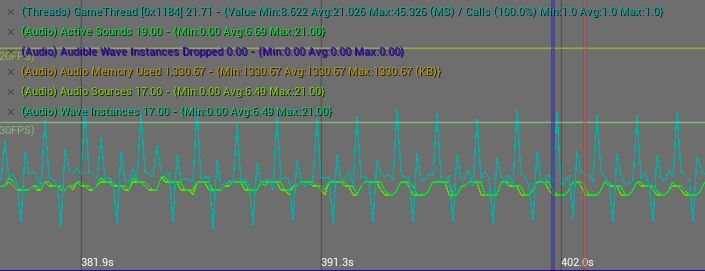 × (Threads) GameThread [0x1184] 21.71 - {Value Min:8.622 Avg:21.026 Max:45.326 (MS) / Calls (100.0%) Min:1.0 Avg:1.0 Max:1.0}
× (Audio) Active Sounds 19.00 - {Min:0.00 Avg:6.69 Max:21.00}
× (Audio) Audible Wave Instances Dropped 0.00 - {Min:0.00 Avg:0.00 Max:0.00}
20FPS)
× (Audio) Audio Memory Used 1,330.67 - {Min:1330.67 Avg:1330.67 Max:1330.67 (KB)}
× (Audio) Audio Sources 17.00 - {Min:0.00 Avg:6.49 Max:21.00}
× (Audio) Wave Instances 17.00 - {Min:0.00 Avg:6.49 Max:21.00}
30FPS)
381.9s 391.3s 402.0s